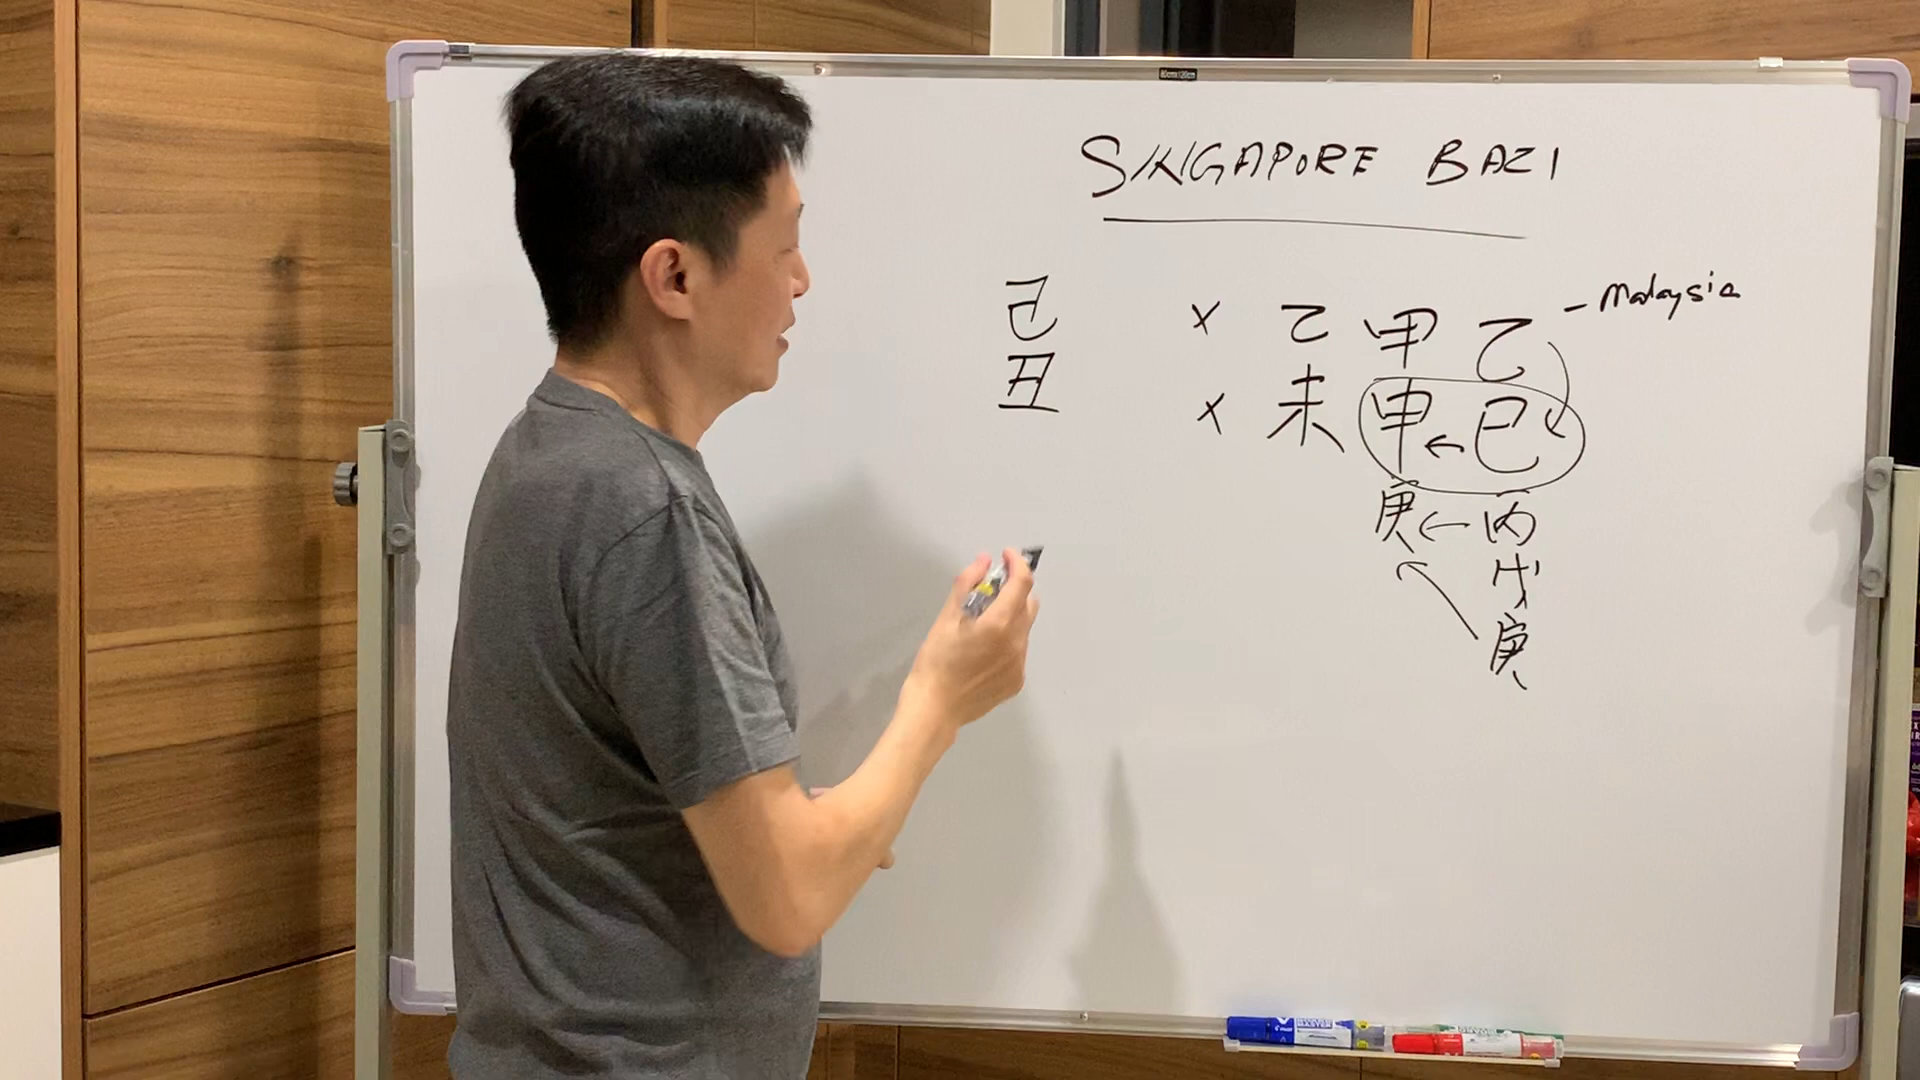 SINGAPORE BAZI
己 x 乙 甲 乙 - malaysia
丑 x 未 申 ← 巳
庚 ← 丙
戊
庚